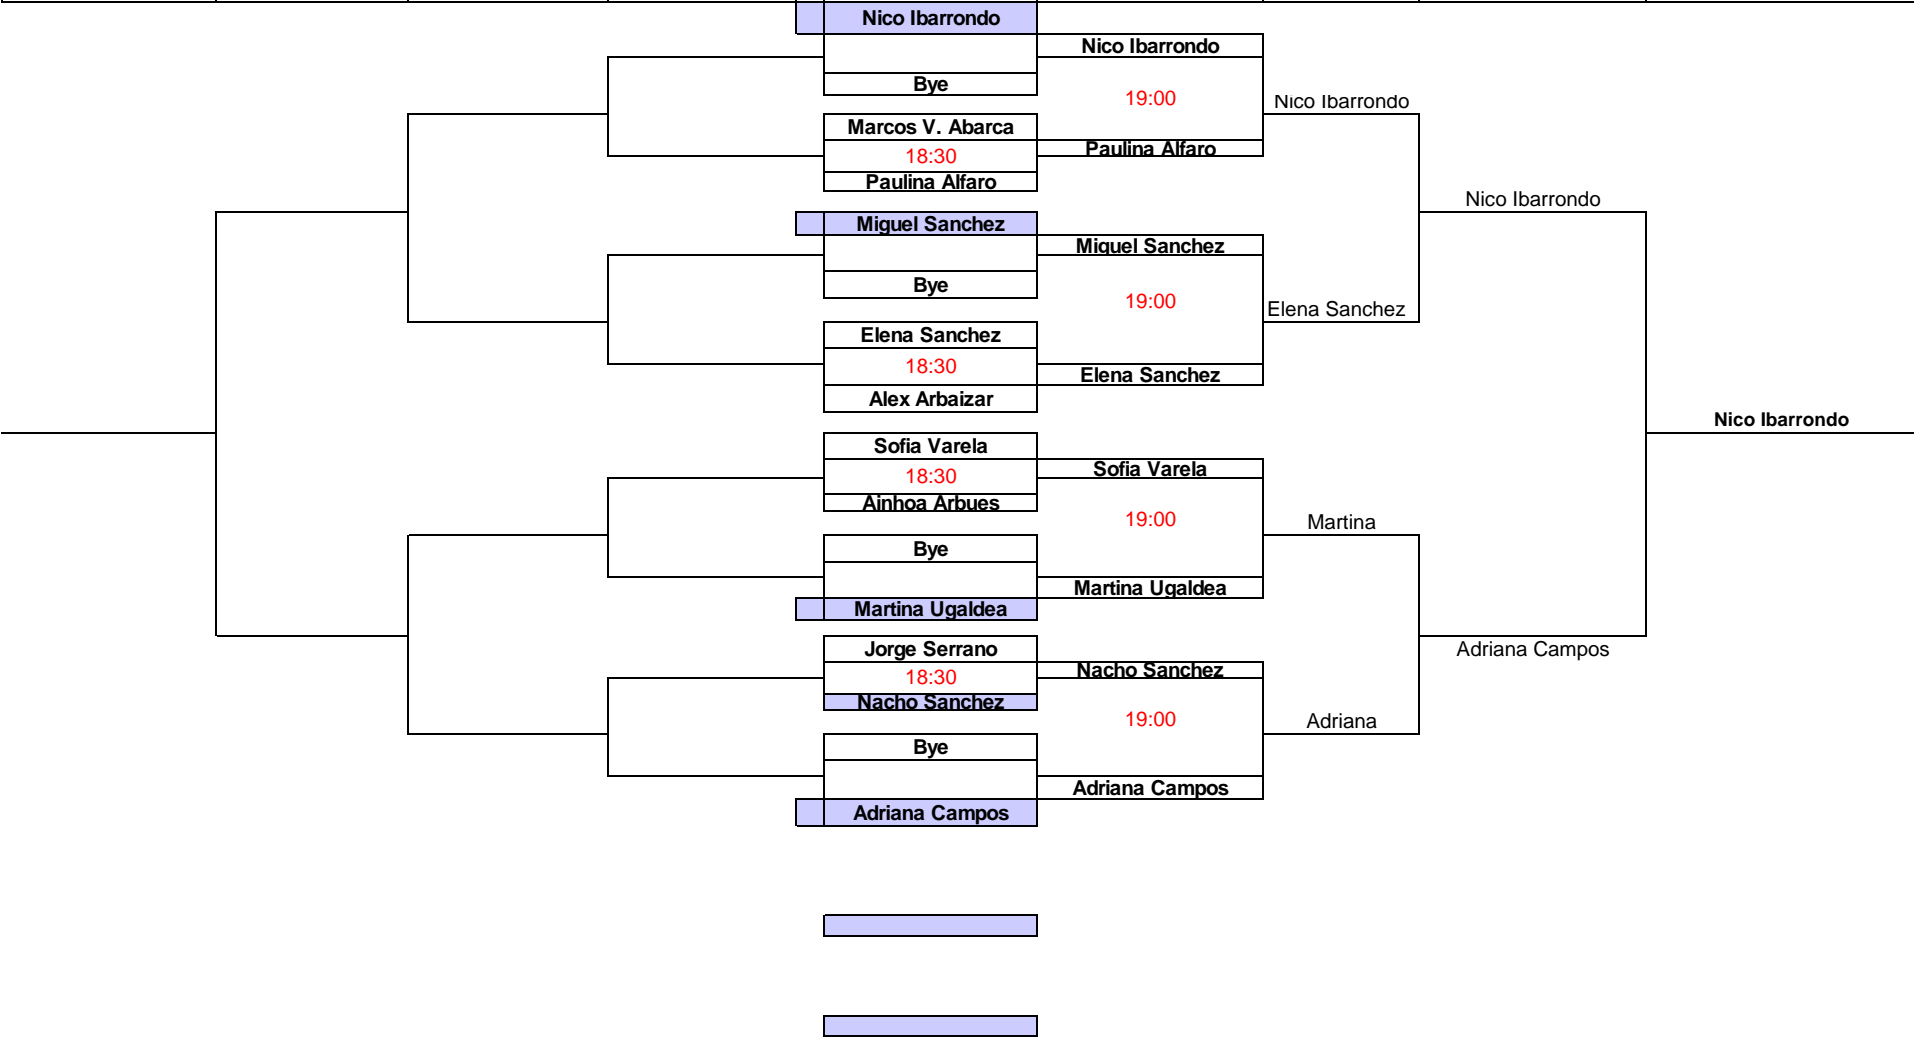 Nico Ibarrondo
Nico Ibarrondo
Bye
19:00
Nico Ibarrondo
Marcos V. Abarca
18:30
Paulina Alfaro
Paulina Alfaro
Nico Ibarrondo
Miguel Sanchez
Miguel Sanchez
Bye
19:00
Elena Sanchez
Elena Sanchez
18:30
Elena Sanchez
Alex Arbaizar
Nico Ibarrondo
Sofia Varela
Sofia Varela
18:30
Ainhoa Arbues
19:00
Martina
Bye
Martina Ugaldea
Martina Ugaldea
Jorge Serrano
Adriana Campos
Nacho Sanchez
18:30
Nacho Sanchez
19:00
Adriana
Bye
Adriana Campos
Adriana Campos